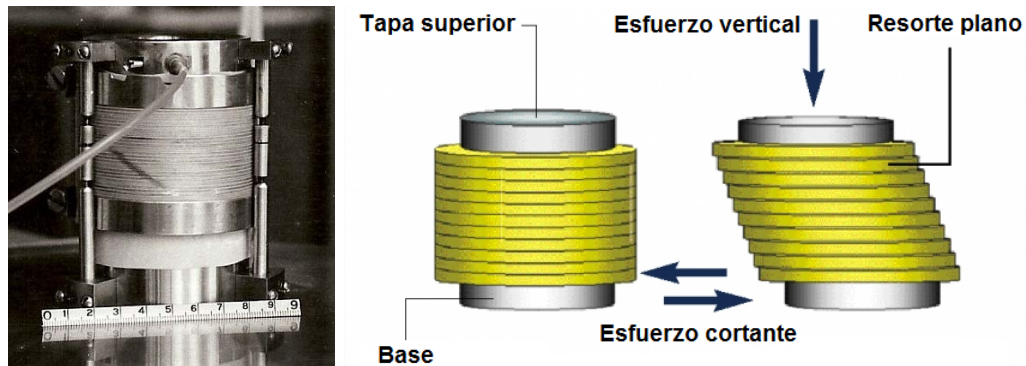 Tapa superior
Esfuerzo vertical
Resorte plano
Esfuerzo cortante
Base
0 1 2 3 4 5 6 7 8 9